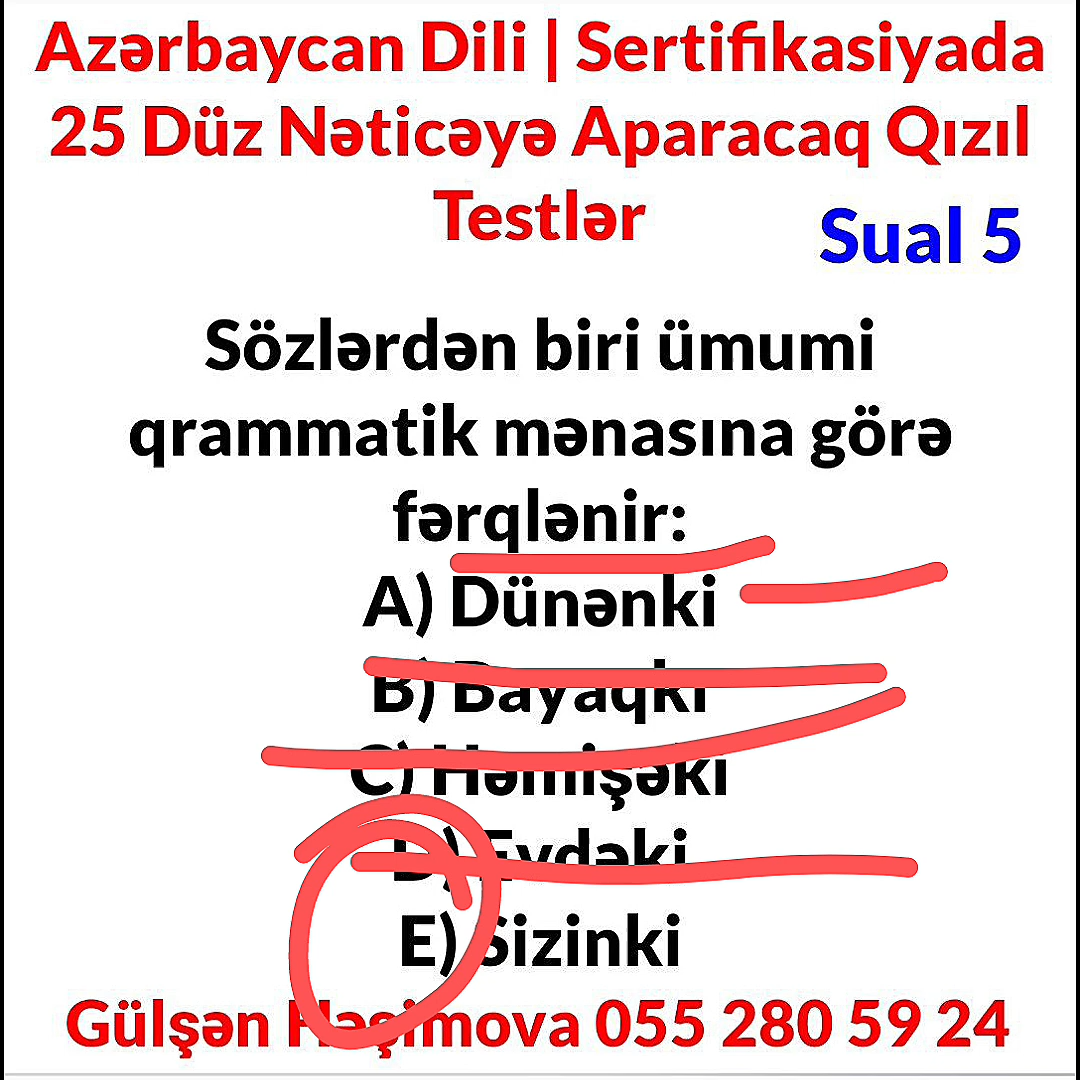 Azərbaycan Dili | Sertifikasiyada
25 Düz Nəticəyə Aparacaq Qızıl
Testlər
Sual 5
Sözlərdən biri ümumi
qrammatik mənasına görə
fərqlənir:
A) Dünənki
B) Bayaqkı
C) Həmişəki
D) Evdəki
E) Sizinki
Gülşən Həşimova 055 280 59 24